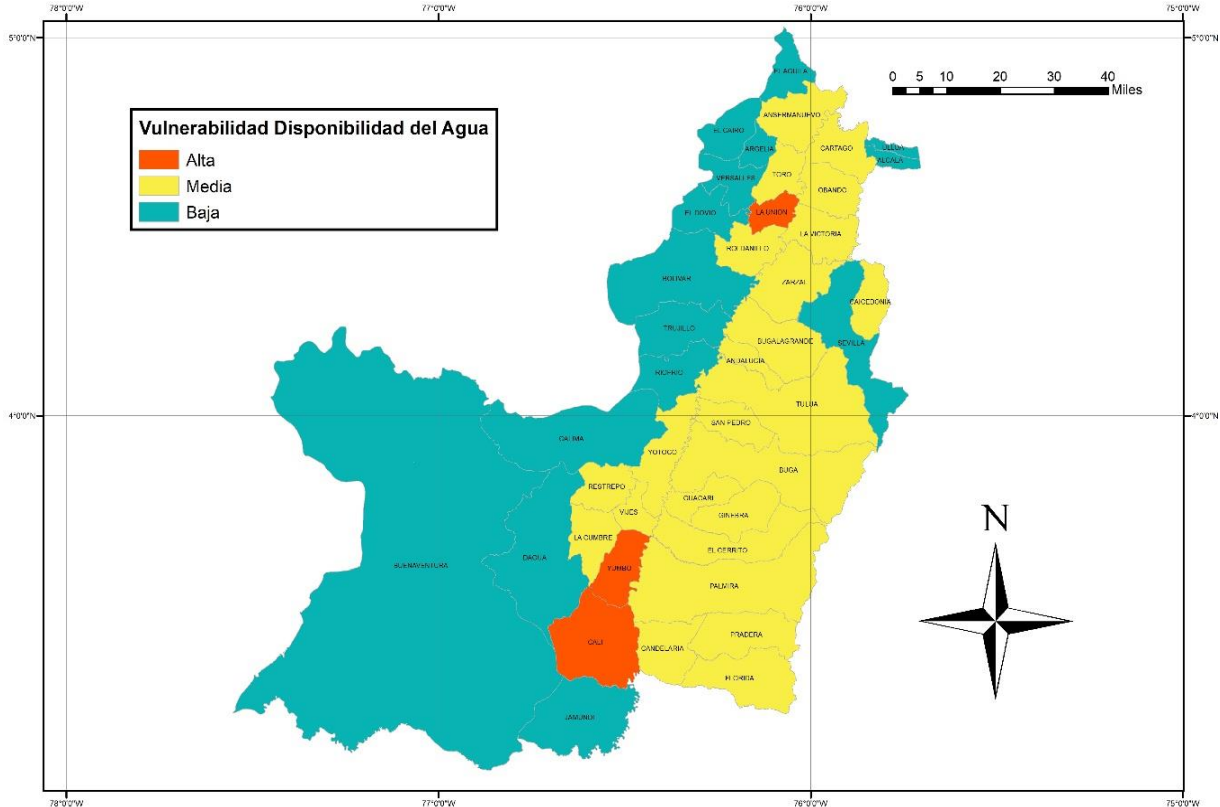 78°0'0"W 77°0'0"W 76°0'0"W 75°0'0"W
5°0'0"N 5°0'0"N
0 5 10 20 30 40
Miles
Vulnerabilidad Disponibilidad del Agua
Alta
Media
Baja
EL AGUILA
ANSERMANUEVO
EL CAIRO
ARGELIA
CARTAGO
ULLOA
ALCALA
VERSALLES
TORO
OBANDO
EL DOVIO
LA UNION
LA VICTORIA
ROLDANILLO
BOLIVAR
ZARZAL
CAICEDONIA
TRUJILLO
BUGALAGRANDE
SEVILLA
ANDALUCÍA
RIOFRIO
TULUA
4°0'0"N 4°0'0"N
SAN PEDRO
CALIMA
YOTOCO
BUGA
RESTREPO
GUACARI
VIJES
GINEBRA
LA CUMBRE
EL CERRITO
DAGUA
BUENAVENTURA
YUMBO
PALMIRA
N
CALI
CANDELARIA
PRADERA
FLORIDA
JAMUNDI
78°0'0"W 77°0'0"W 76°0'0"W 75°0'0"W